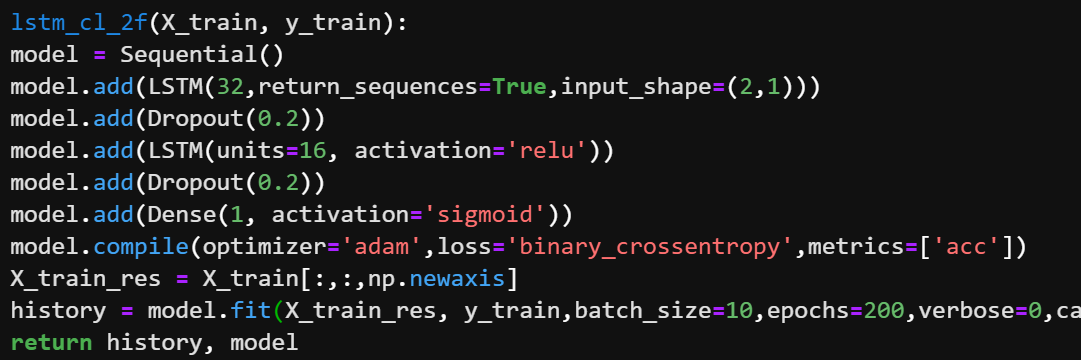 lstm_cl_2f(X_train, y_train):
model = Sequential()
model.add(LSTM(32,return_sequences=True,input_shape=(2,1)))
model.add(Dropout(0.2))
model.add(LSTM(units=16, activation='relu'))
model.add(Dropout(0.2))
model.add(Dense(1, activation='sigmoid'))
model.compile(optimizer='adam',loss='binary_crossentropy',metrics=['acc'])
X_train_res = X_train[:,:,np.newaxis]
history = model.fit(X_train_res, y_train,batch_size=10,epochs=200,verbose=0,ca
return history, model